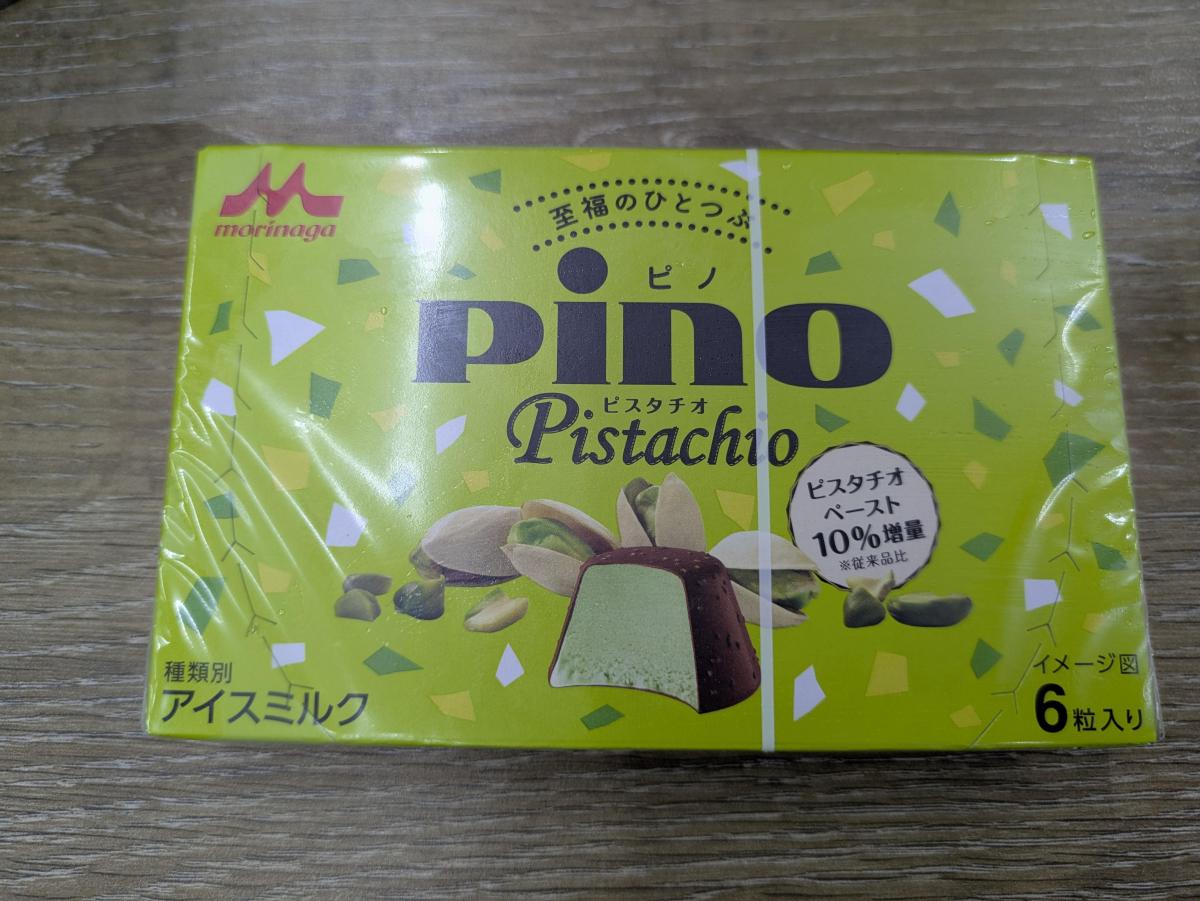 morinaga
至福のひとつぶ
ピノ
pino
ピスタチオ
Pistachio
ピスタチオ
ペースト
10%増量
※従来品比
種類別
アイスミルク
イメージ図
6粒入り